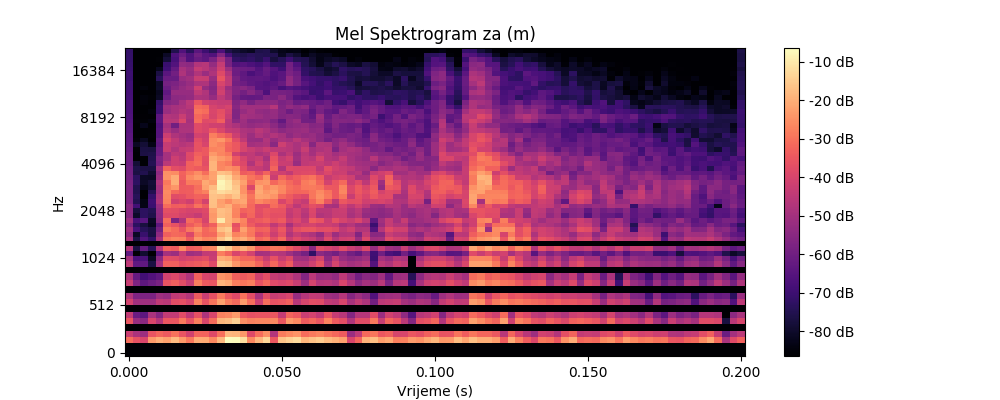 Mel Spektrogram za (m)
Hz
16384
8192
4096
2048
1024
512
0
0.000 0.050 0.100 0.150 0.200
Vrijeme (s)
-10 dB
-20 dB
-30 dB
-40 dB
-50 dB
-60 dB
-70 dB
-80 dB